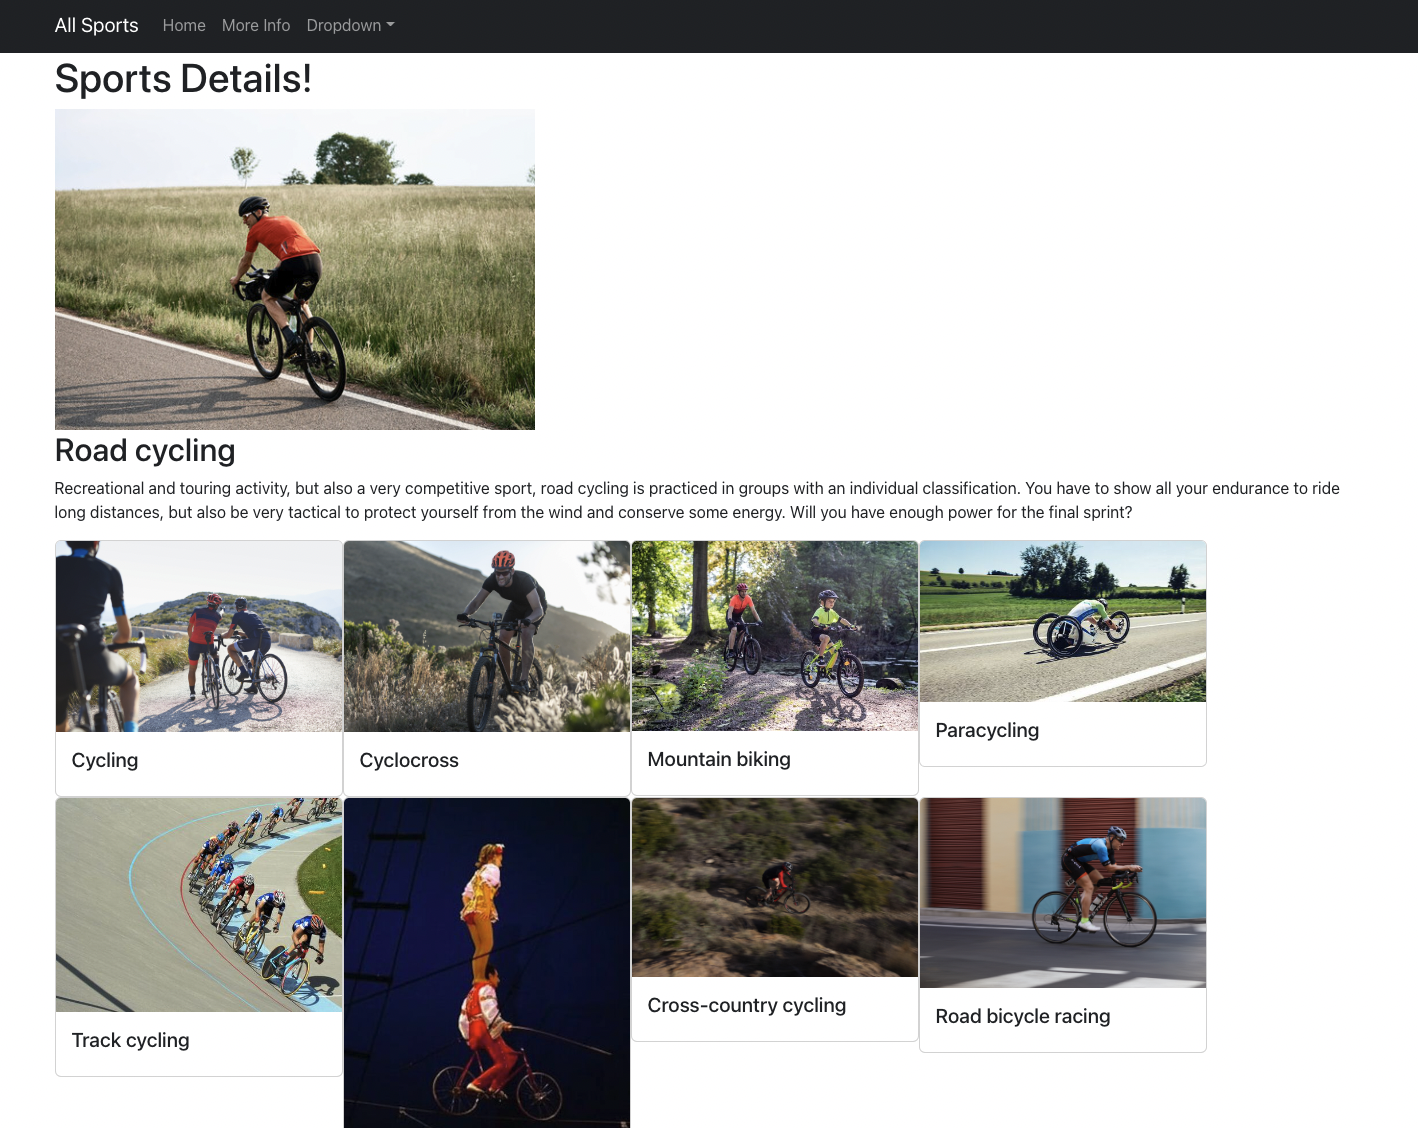 All Sports
Home
More Info
Dropdown
Sports Details!
Road cycling
Recreational and touring activity, but also a very competitive sport, road cycling is practiced in groups with an individual classification. You have to show all your endurance to ride
long distances, but also be very tactical to protect yourself from the wind and conserve some energy. Will you have enough power for the final sprint?
Cycling
Cyclocross
Mountain biking
Paracycling
Track cycling
Cross-country cycling
Road bicycle racing